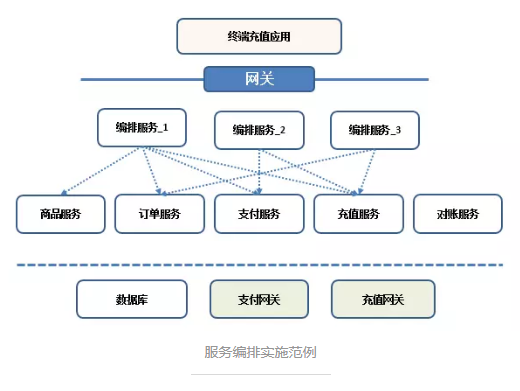 终端充值应用
网关
编排服务_1
编排服务_2
编排服务_3
商品服务
订单服务
支付服务
充值服务
对账服务
数据库
支付网关
充值网关
服务编排实施范例